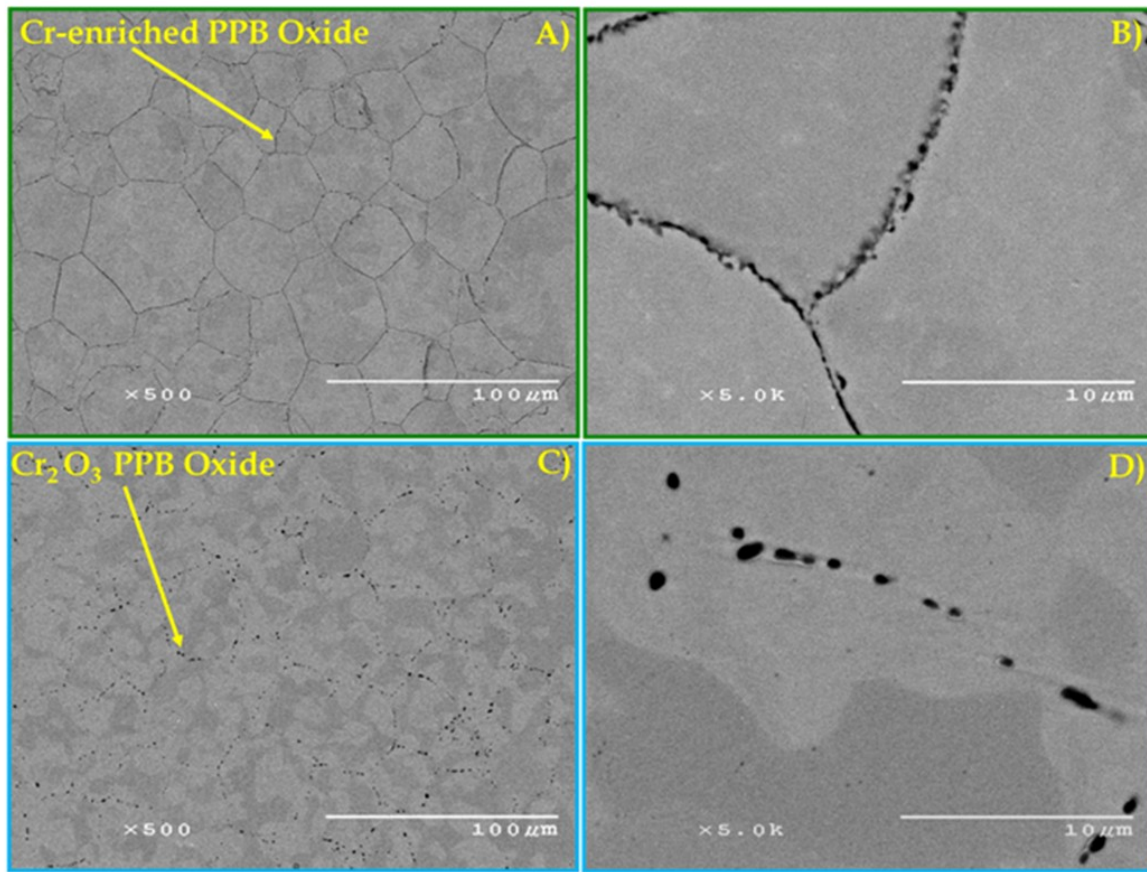 Cr-enriched PPB Oxide
A)
×500
100μm
B)
×5.0k
10μm
Cr₂O₃ PPB Oxide
C)
×500
100μm
D)
×5.0k
10μm